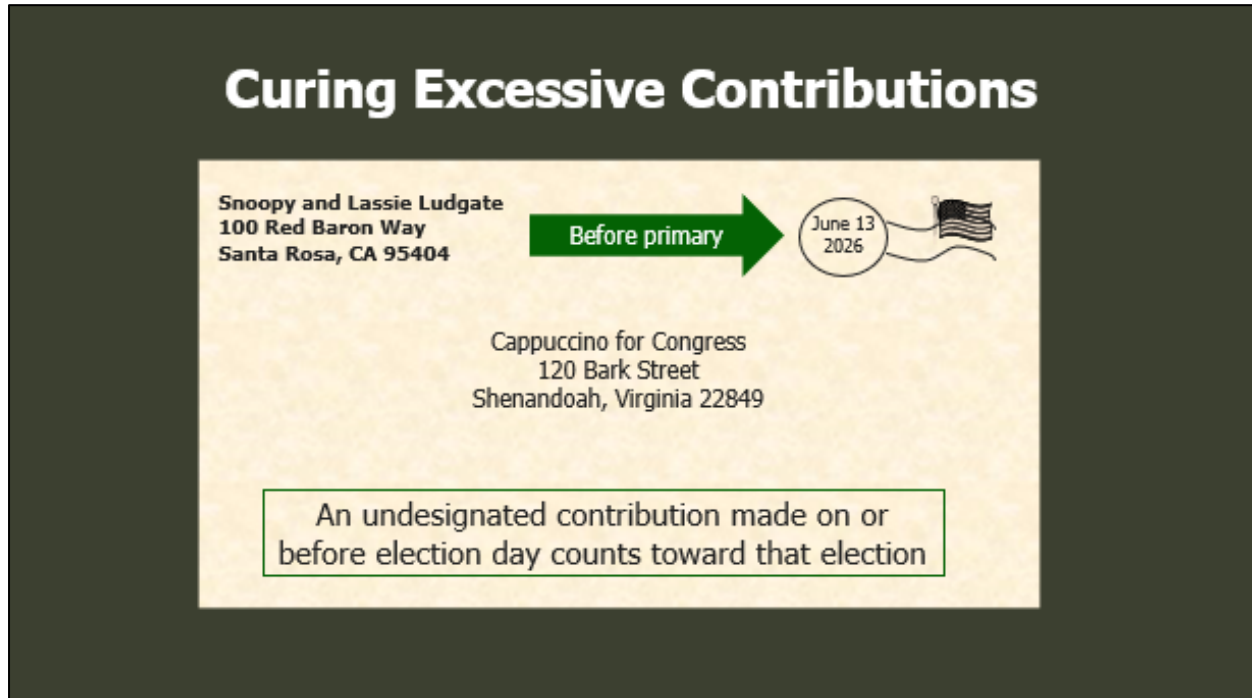 Curing Excessive Contributions
Snoopy and Lassie Ludgate
100 Red Baron Way
Santa Rosa, CA 95404
Before primary
June 13
2026
Cappuccino for Congress
120 Bark Street
Shenandoah, Virginia 22849
An undesignated contribution made on or
before election day counts toward that election